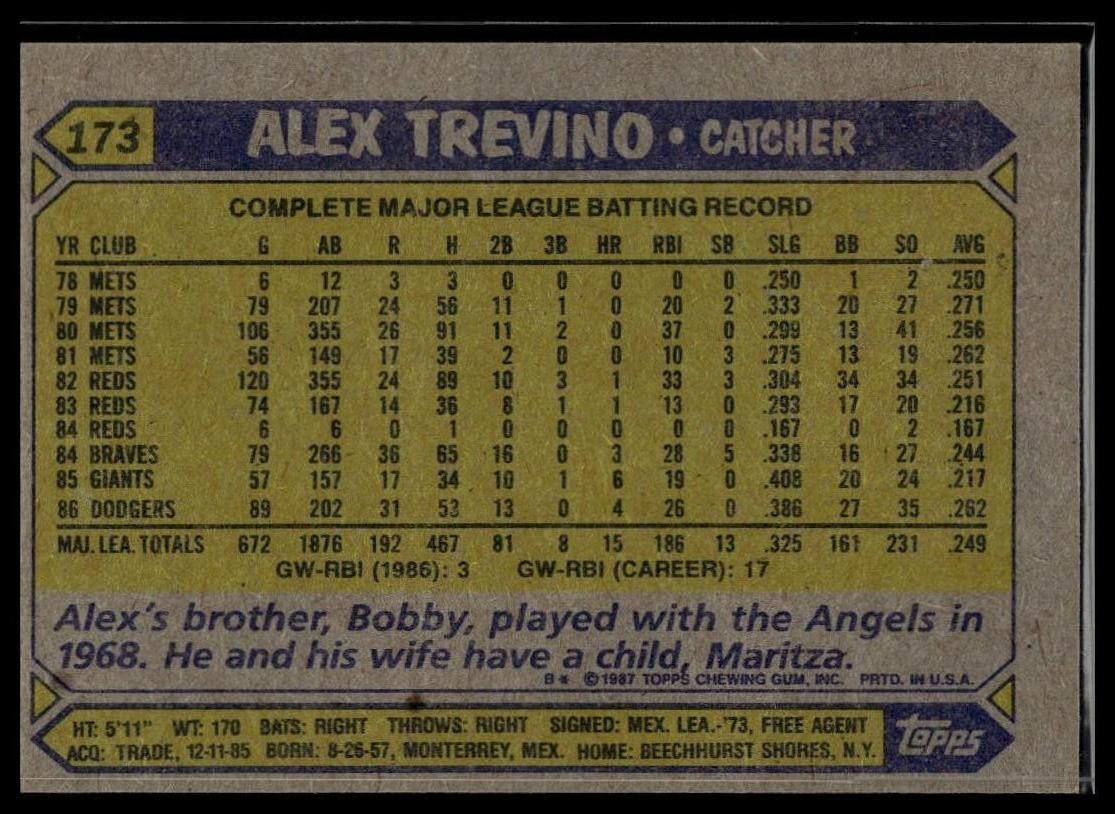 173 ALEX TREVINO • CATCHER
COMPLETE MAJOR LEAGUE BATTING RECORD
YR CLUB G AB R H 2B 3B HR RBI SB SLG BB SO AVG
78 METS 6 12 3 3 0 0 0 0 0 .250 1 2 .250
79 METS 79 207 24 56 11 1 0 20 2 .333 20 27 .271
80 METS 106 355 26 91 11 2 0 37 0 .299 13 41 .256
81 METS 56 149 17 39 2 0 0 10 3 .275 13 19 .262
82 REDS 120 355 24 89 10 3 1 33 3 .304 34 34 .251
83 REDS 74 167 14 36 8 1 1 13 0 .293 17 20 .216
84 REDS 6 6 0 1 0 0 0 0 0 .167 0 2 .167
84 BRAVES 79 266 36 65 16 0 3 28 5 .338 16 27 .244
85 GIANTS 57 157 17 34 10 1 6 19 0 .408 20 24 .217
86 DODGERS 89 202 31 53 13 0 4 26 0 .386 27 35 .262
MAJ. LEA. TOTALS 672 1876 192 467 81 8 15 186 13 .325 161 231 .249
GW-RBI (1986): 3 GW-RBI (CAREER): 17
Alex's brother, Bobby, played with the Angels in
1968. He and his wife have a child, Maritza.
B* ©1987 TOPPS CHEWING GUM, INC. PRTD. IN U.S.A.
HT: 5'11" WT: 170 BATS: RIGHT THROWS: RIGHT SIGNED: MEX. LEA.-'73, FREE AGENT
ACQ: TRADE, 12-11-85 BORN: 8-26-57, MONTERREY, MEX. HOME: BEECHHURST SHORES, N.Y.
Topps